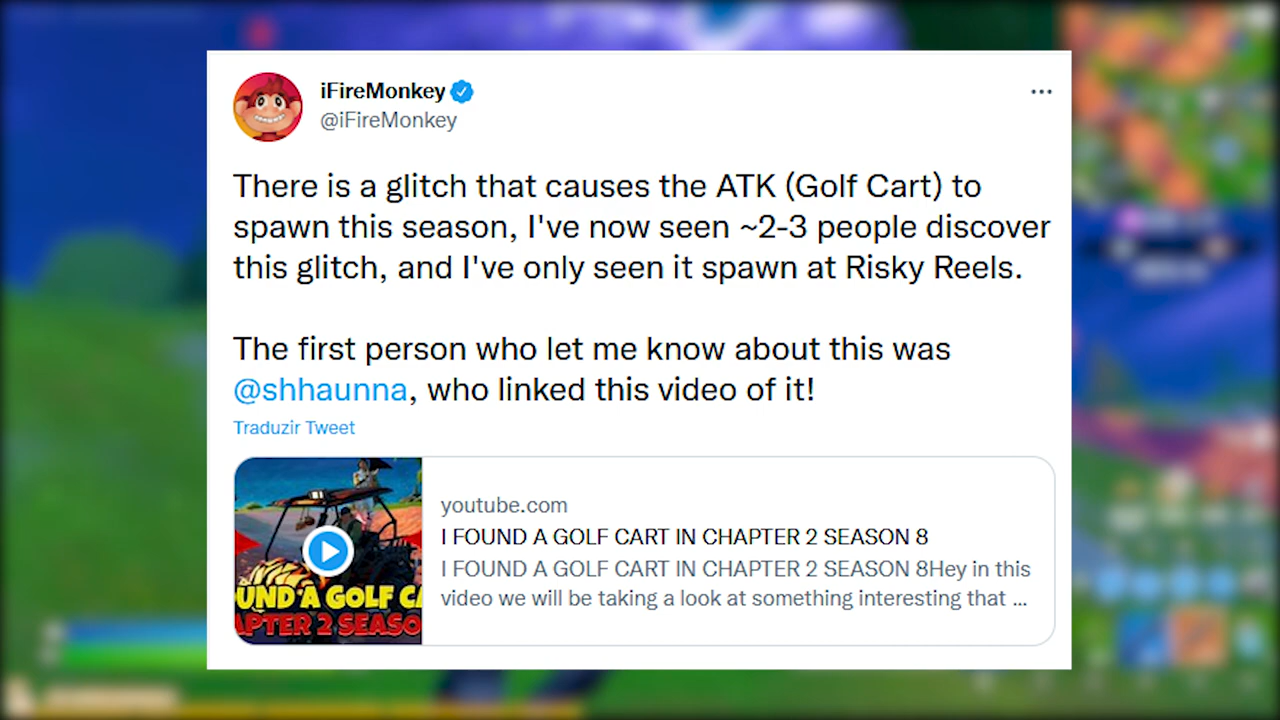 iFireMonkey
@iFireMonkey
There is a glitch that causes the ATK (Golf Cart) to
spawn this season, I've now seen ~2-3 people discover
this glitch, and I've only seen it spawn at Risky Reels.
The first person who let me know about this was
@shhaunna, who linked this video of it!
Traduzir Tweet
youtube.com
I FOUND A GOLF CART IN CHAPTER 2 SEASON 8
I FOUND A GOLF CART IN CHAPTER 2 SEASON 8Hey in this
video we will be taking a look at something interesting that ...
UND A GOLF CA
APTER 2 SEASO